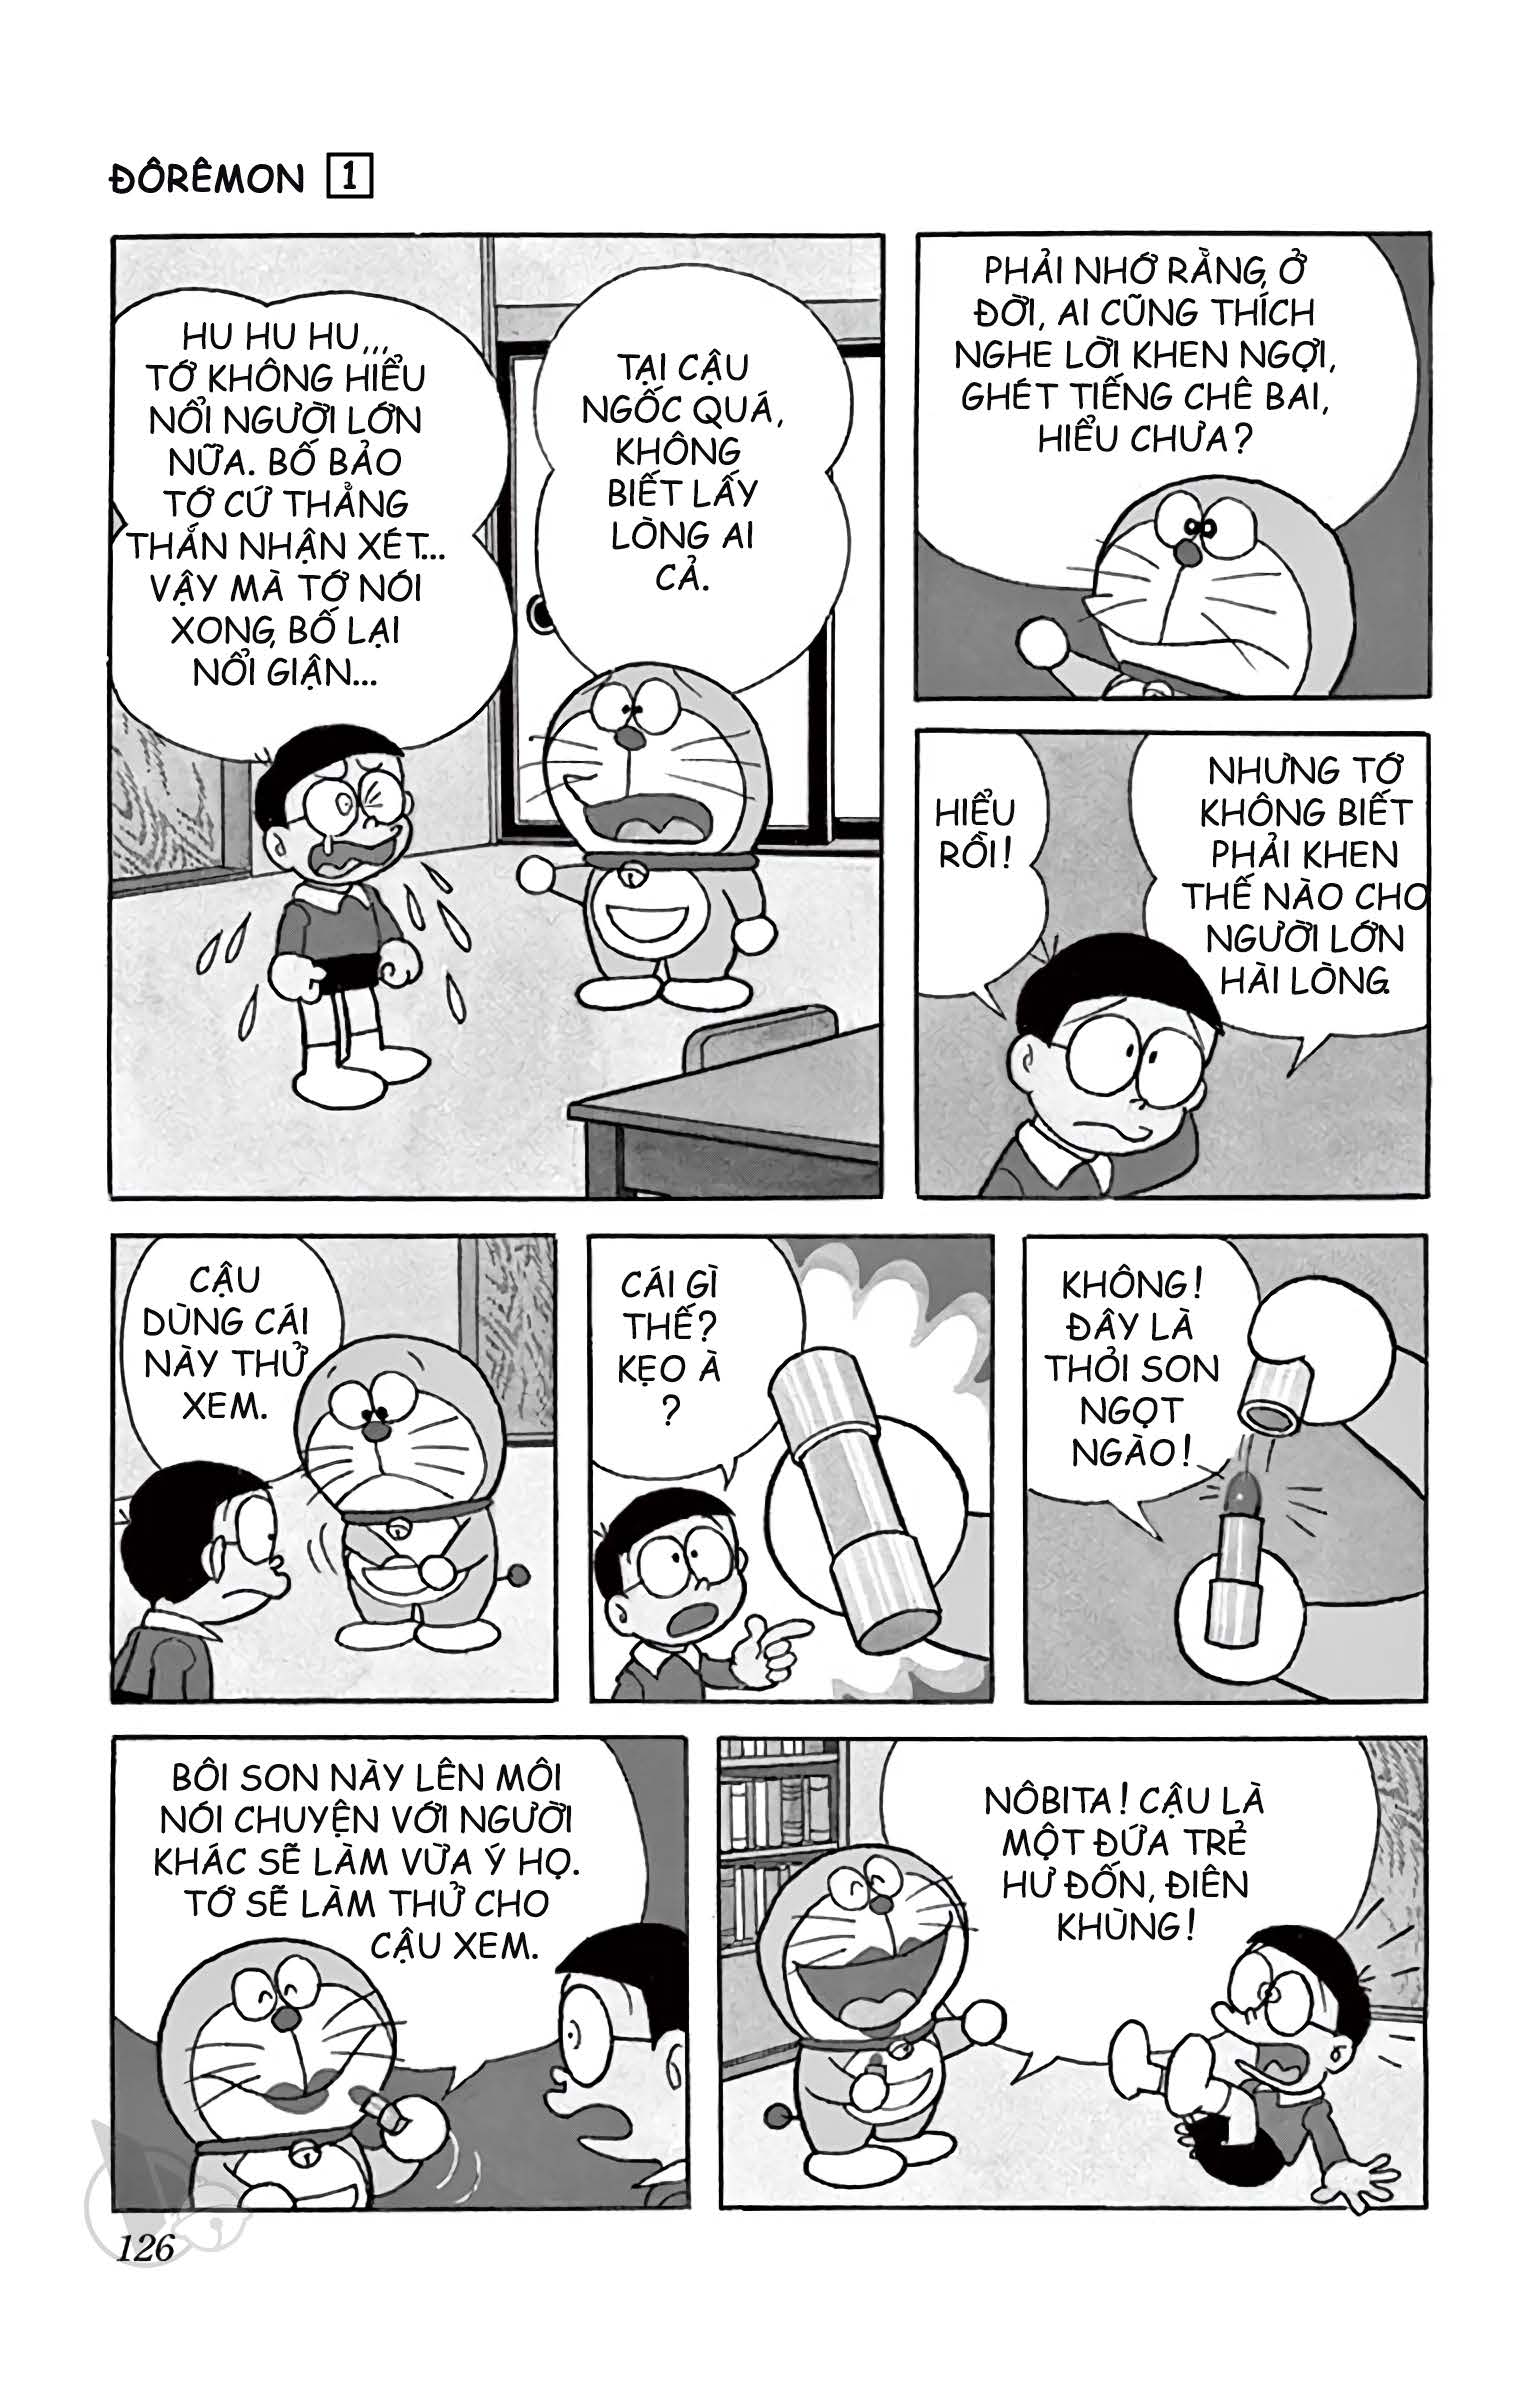 ĐÔRÊMON 1
HU HU HU...
TỚ KHÔNG HIỂU
NỔI NGƯỜI LỚN
NỮA. BỐ BẢO
TỚ CỨ THẲNG
THẮN NHẬN XÉT...
VẬY MÀ TỚ NÓI
XONG, BỐ LẠI
NỔI GIẬN...
TẠI CẬU
NGỐC QUÁ,
KHÔNG
BIẾT LẤY
LÒNG AI
CẢ.
PHẢI NHỚ RẰNG, Ở
ĐỜI, AI CŨNG THÍCH
NGHE LỜI KHEN NGỢI,
GHÉT TIẾNG CHÊ BAI,
HIỂU CHƯA?
HIỂU
RỒI!
NHƯNG TỚ
KHÔNG BIẾT
PHẢI KHEN
THẾ NÀO CHO
NGƯỜI LỚN
HÀI LÒNG.
CẬU
DÙNG CÁI
NÀY THỬ
XEM.
CÁI GÌ
THẾ?
KẸO À
?
KHÔNG!
ĐÂY LÀ
THỎI SON
NGỌT
NGÀO!
BÔI SON NÀY LÊN MÔI
NÓI CHUYỆN VỚI NGƯỜI
KHÁC SẼ LÀM VỪA Ý HỌ.
TỚ SẼ LÀM THỬ CHO
CẬU XEM.
NÔBITA! CẬU LÀ
MỘT ĐỨA TRẺ
HƯ ĐỐN, ĐIÊN
KHÙNG!
126